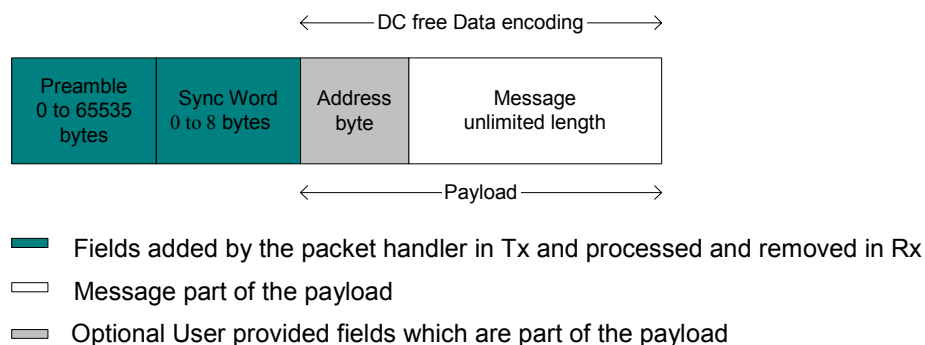 DC free Data encoding
Preamble
0 to 65535
bytes
Sync Word
0 to 8 bytes
Address
byte
Message
unlimited length
Payload
Fields added by the packet handler in Tx and processed and removed in Rx
Message part of the payload
Optional User provided fields which are part of the payload